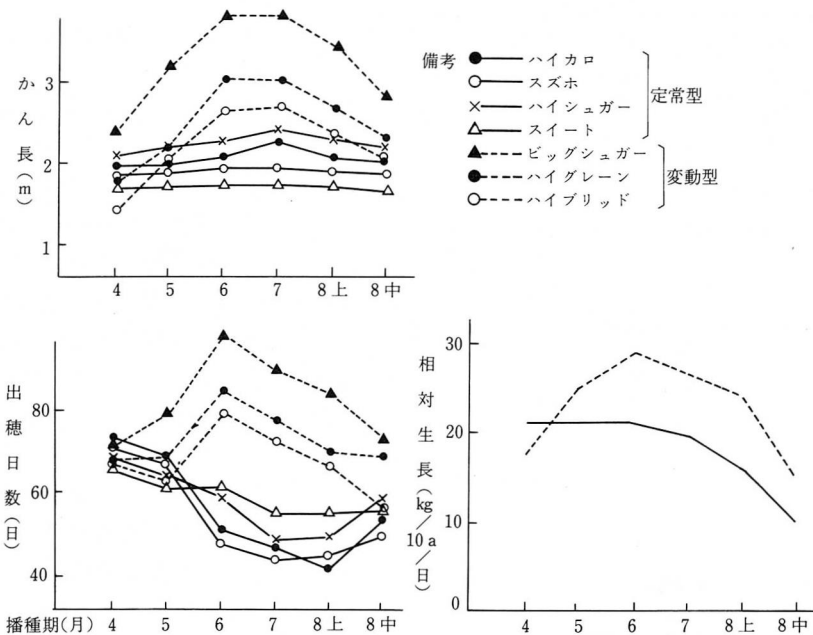 かん長(m)
3
2
1
4 5 6 7 8上 8中
備考
ハイカロ
スズホ
ハイシュガー
スイート
定常型
ビッグシュガー
ハイグレーン
ハイブリッド
変動型
出穂日数(日)
80
60
40
播種期(月) 4 5 6 7 8上 8中
相対生長(kg/10a/日)
30
20
10
0
4 5 6 7 8上 8中